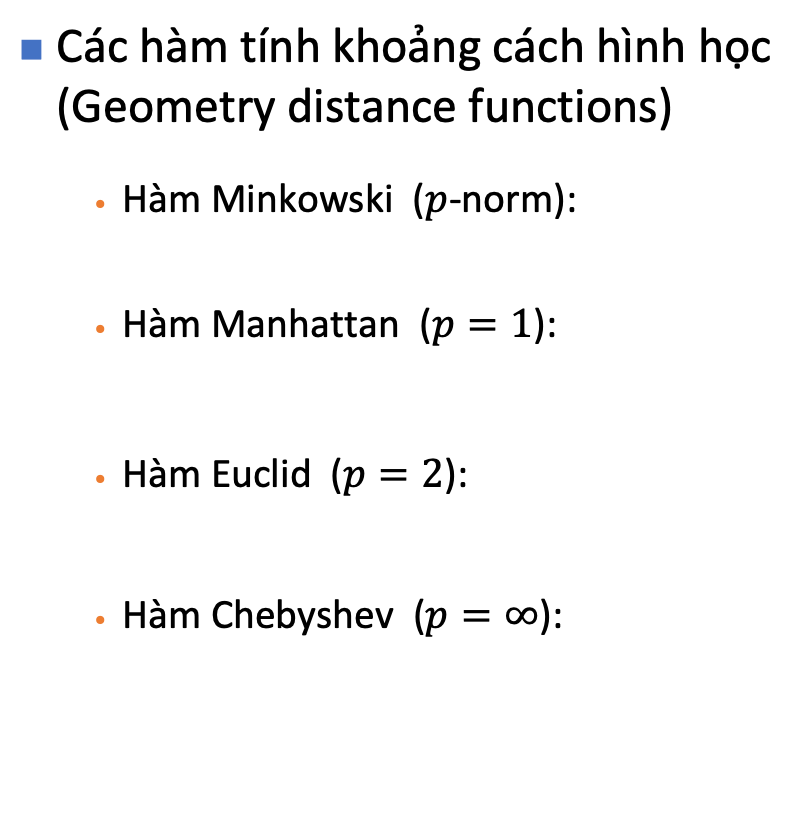 Các hàm tính khoảng cách hình học
(Geometry distance functions)
Hàm Minkowski (p-norm):
Hàm Manhattan (p = 1):
Hàm Euclid (p = 2):
Hàm Chebyshev (p = ∞):